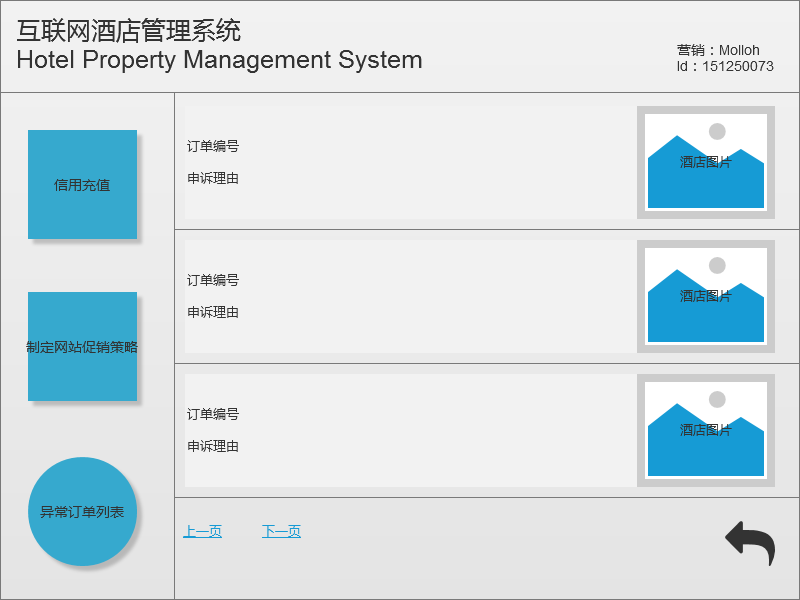 互联网酒店管理系统
Hotel Property Management System
营销：Molloh
Id：151250073
信用充值
制定网站促销策略
异常订单列表
订单编号
申诉理由
酒店图片
订单编号
申诉理由
酒店图片
订单编号
申诉理由
酒店图片
上一页 下一页